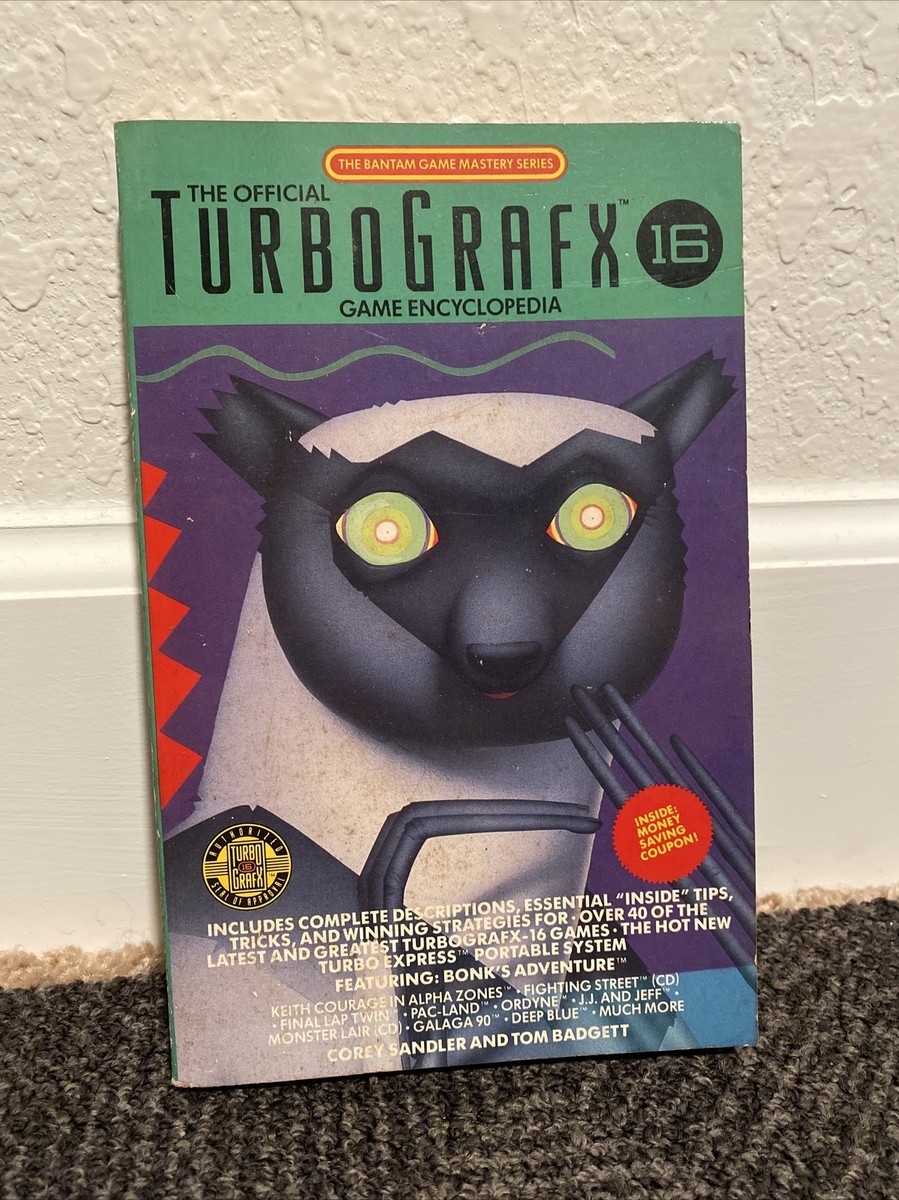 THE BANTAM GAME MASTERY SERIES
THE OFFICIAL
TURBOGRAFX™ 16
GAME ENCYCLOPEDIA
INSIDE:
MONEY
SAVING
COUPON!
AUTHORIZED
TURBO
16
GRAFX™
SEAL OF APPROVAL
INCLUDES COMPLETE DESCRIPTIONS, ESSENTIAL "INSIDE" TIPS,
TRICKS, AND WINNING STRATEGIES FOR • OVER 40 OF THE
LATEST AND GREATEST TURBOGRAFX-16 GAMES • THE HOT NEW
TURBO EXPRESS™ PORTABLE SYSTEM
FEATURING: BONK'S ADVENTURE™
KEITH COURAGE IN ALPHA ZONES™ • FIGHTING STREET™ (CD)
• FINAL LAP TWIN™ • PAC-LAND™ • ORDYNE™ • J.J. AND JEFF™ •
MONSTER LAIR (CD) • GALAGA 90™ • DEEP BLUE™ • MUCH MORE
COREY SANDLER AND TOM BADGETT